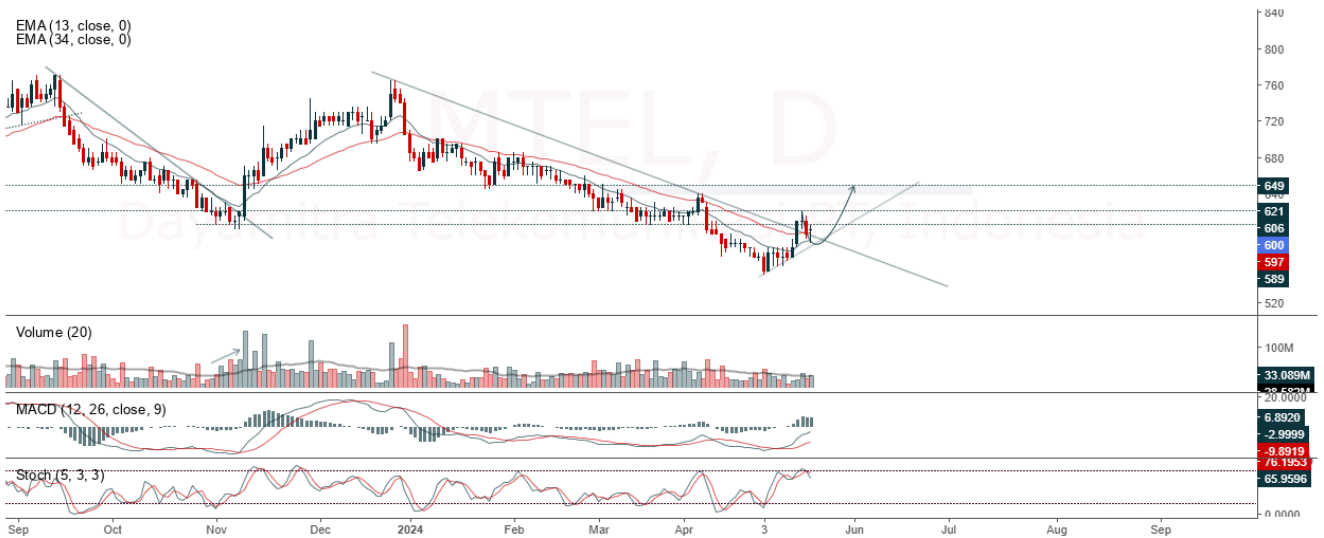 EMA (13, close, 0)
EMA (34, close, 0)
MTEL, D
Dayamitra Telekomunikasi PT, Indonesia
840
800
760
720
680
649
640
621
606
600
597
589
520
Volume (20)
100M
33.089M
28.582M
MACD (12, 26, close, 9)
20.0000
6.8920
-2.9999
-9.8919
Stoch (5, 3, 3)
76.1953
65.9596
0.0000
Sep Oct Nov Dec 2024 Feb Mar Apr 3 Jun Jul Aug Sep